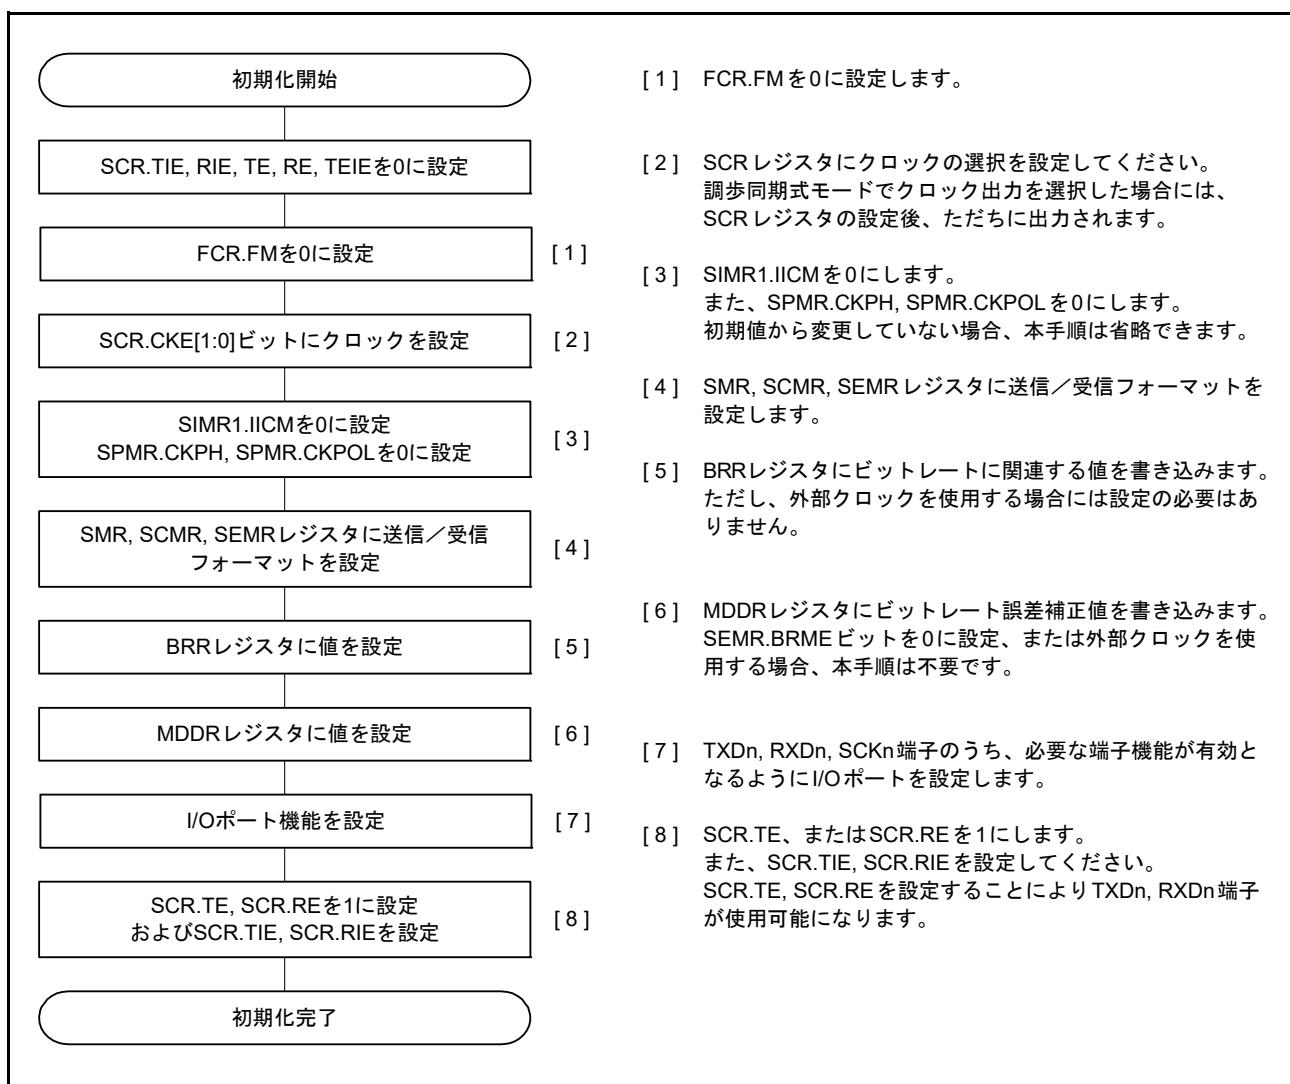 初期化開始
SCR.TIE, RIE, TE, RE, TEIEを0に設定
FCR.FMを0に設定
[ 1 ]
SCR.CKE[1:0]ビットにクロックを設定
[ 2 ]
SIMR1.IICMを0に設定
SPMR.CKPH, SPMR.CKPOLを0に設定
[ 3 ]
SMR, SCMR, SEMRレジスタに送信／受信
フォーマットを設定
[ 4 ]
BRRレジスタに値を設定
[ 5 ]
MDDRレジスタに値を設定
[ 6 ]
I/Oポート機能を設定
[ 7 ]
SCR.TE, SCR.REを1に設定
およびSCR.TIE, SCR.RIEを設定
[ 8 ]
初期化完了
[ 1 ] FCR.FMを0に設定します。
[ 2 ] SCRレジスタにクロックの選択を設定してください。
調歩同期式モードでクロック出力を選択した場合には、
SCRレジスタの設定後、ただちに出力されます。
[ 3 ] SIMR1.IICMを0にします。
また、SPMR.CKPH, SPMR.CKPOLを0にします。
初期値から変更していない場合、本手順は省略できます。
[ 4 ] SMR, SCMR, SEMRレジスタに送信／受信フォーマットを
設定します。
[ 5 ] BRRレジスタにビットレートに関連する値を書き込みます。
ただし、外部クロックを使用する場合には設定の必要はあ
りません。
[ 6 ] MDDRレジスタにビットレート誤差補正値を書き込みます。
SEMR.BRMEビットを0に設定、または外部クロックを使
用する場合、本手順は不要です。
[ 7 ] TXDn, RXDn, SCKn端子のうち、必要な端子機能が有効と
なるようにI/Oポートを設定します。
[ 8 ] SCR.TE、またはSCR.REを1にします。
また、SCR.TIE, SCR.RIEを設定してください。
SCR.TE, SCR.REを設定することによりTXDn, RXDn端子
が使用可能になります。